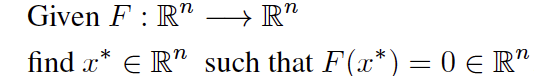 Given F : ℝⁿ ⟶ ℝⁿ
find x* ∈ ℝⁿ such that F(x*) = 0 ∈ ℝⁿ